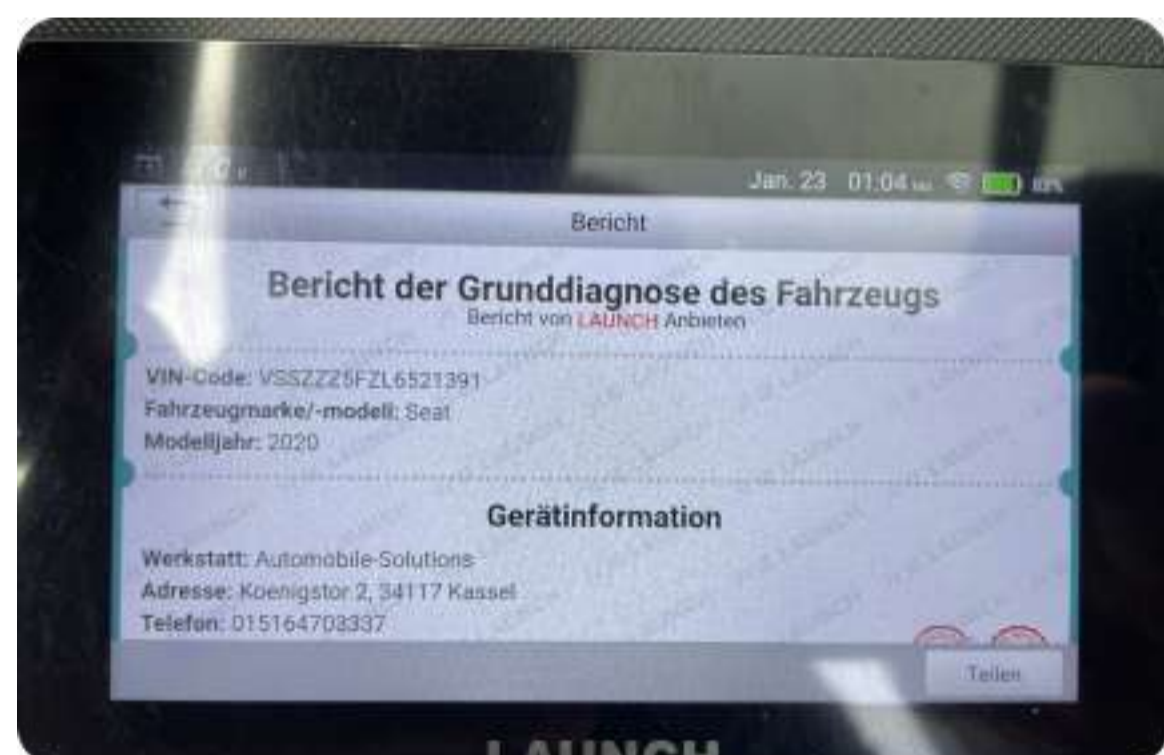 Jan. 23 01:04
Bericht
Bericht der Grunddiagnose des Fahrzeugs
Bericht von LAUNCH Anbieten
VIN-Code: VSSZZZ5FZL6521391
Fahrzeugmarke/-modell: Seat
Modelljahr: 2020
Gerätinformation
Werkstatt: Automobile-Solutions
Adresse: Koenigstor 2, 34117 Kassel
Telefon: 015164703337
Teilen
LAUNCH